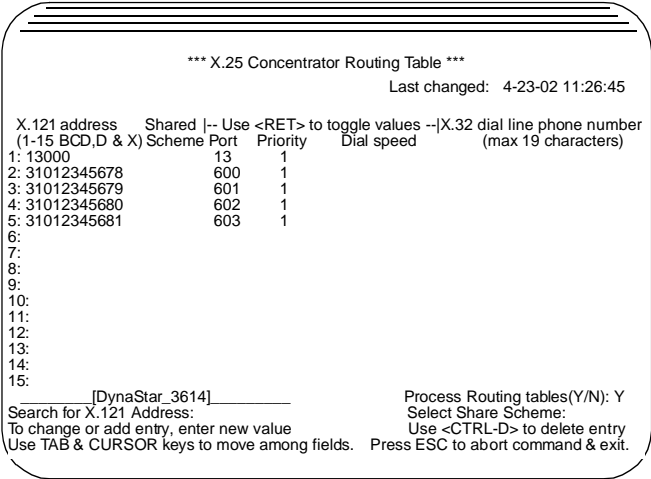 *** X.25 Concentrator Routing Table ***
Last changed: 4-23-02 11:26:45
X.121 address Shared |-- Use <RET> to toggle values --|X.32 dial line phone number
(1-15 BCD,D & X) Scheme Port Priority Dial speed (max 19 characters)
1: 13000 13 1
2: 31012345678 600 1
3: 31012345679 601 1
4: 31012345680 602 1
5: 31012345681 603 1
6:
7:
8:
9:
10:
11:
12:
13:
14:
15:
________[DynaStar_3614]_________ Process Routing tables(Y/N): Y
Search for X.121 Address: Select Share Scheme:
To change or add entry, enter new value Use <CTRL-D> to delete entry
Use TAB & CURSOR keys to move among fields. Press ESC to abort command & exit.